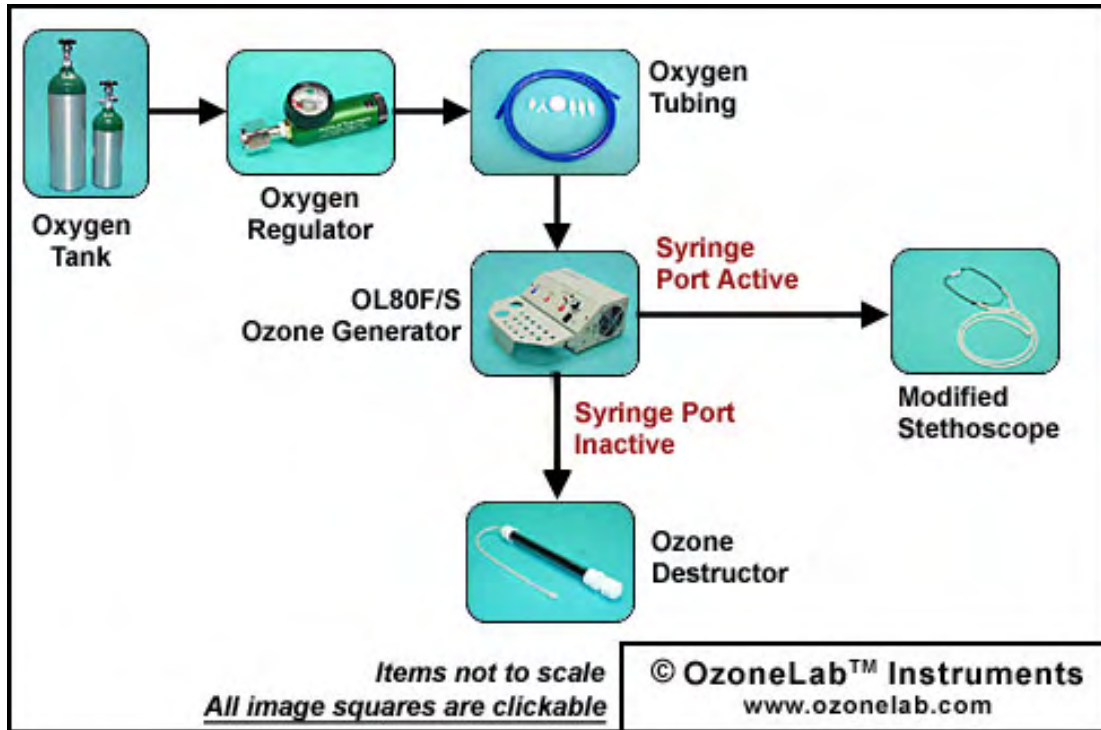 Oxygen
Tank
Oxygen
Regulator
Oxygen
Tubing
OL80F/S
Ozone Generator
Syringe
Port Active
Modified
Stethoscope
Syringe Port
Inactive
Ozone
Destructor
Items not to scale
All image squares are clickable
© OzoneLab™ Instruments
www.ozonelab.com